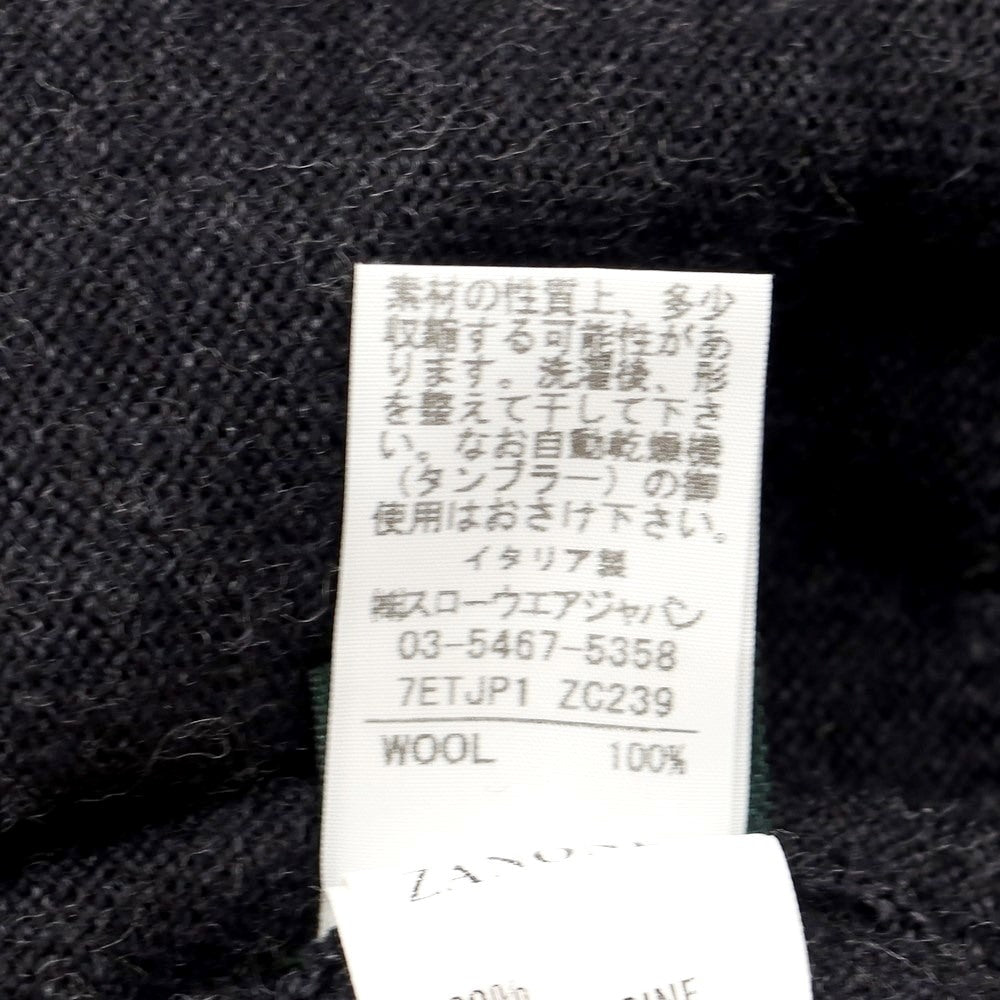 素材の性質上、多少
収縮する可能性があ
ります。洗濯後、形
を整えて干して下さ
い。なお自動乾燥機
(タンブラー)の御
使用はおさけ下さい。
イタリア製
㈱スローウエアジャパン
03-5467-5358
7ETJP1 ZC239
WOOL 100%
ZANONE